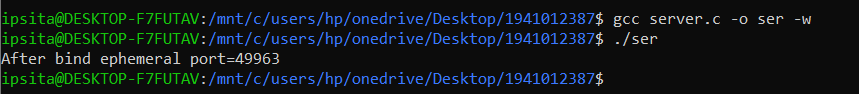 ipsita@DESKTOP-F7FUTAV:/mnt/c/users/hp/onedrive/Desktop/1941012387$ gcc server.c -o ser -w
ipsita@DESKTOP-F7FUTAV:/mnt/c/users/hp/onedrive/Desktop/1941012387$ ./ser
After bind ephemeral port=49963
ipsita@DESKTOP-F7FUTAV:/mnt/c/users/hp/onedrive/Desktop/1941012387$